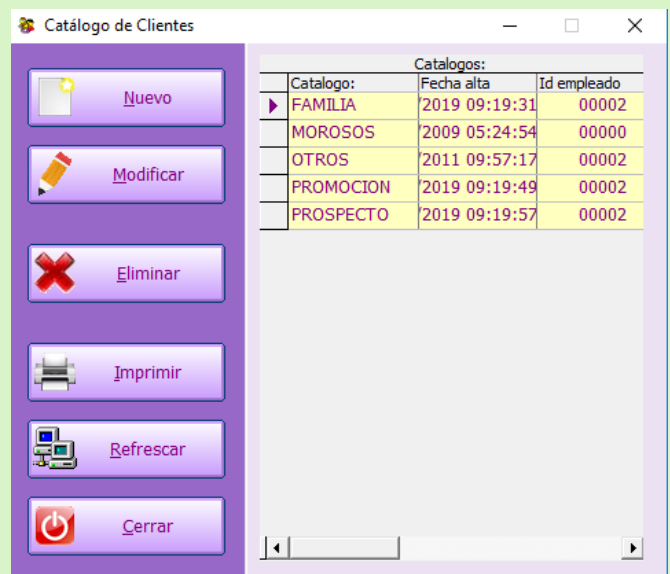 Catálogo de Clientes
Nuevo
Modificar
Eliminar
Imprimir
Refrescar
Cerrar
Catalogos:
Catalogo: Fecha alta Id empleado
FAMILIA /2019 09:19:31 00002
MOROSOS /2009 05:24:54 00000
OTROS /2011 09:57:17 00002
PROMOCION /2019 09:19:49 00002
PROSPECTO /2019 09:19:57 00002